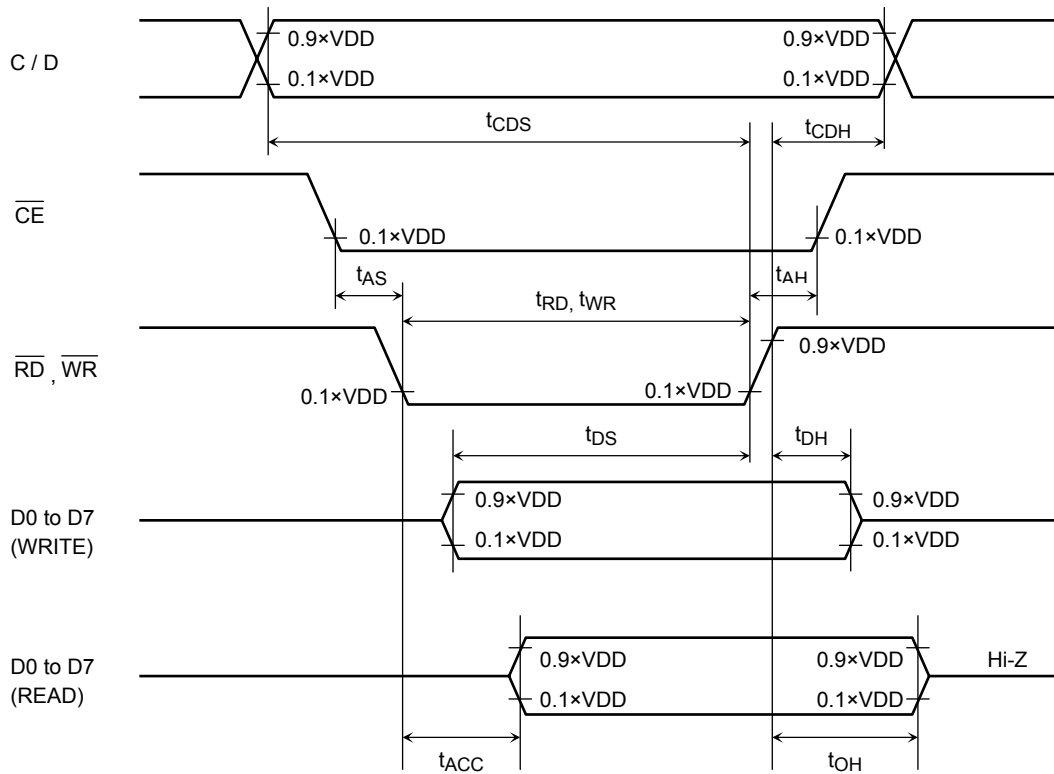 C / D
0.9×VDD
0.9×VDD
0.1×VDD
0.1×VDD
tCDS
tCDH
CE
0.1×VDD
0.1×VDD
tAS
tRD, tWR
tAH
RD , WR
0.9×VDD
0.1×VDD
0.1×VDD
tDS
tDH
D0 to D7
(WRITE)
0.9×VDD
0.9×VDD
0.1×VDD
0.1×VDD
D0 to D7
(READ)
0.9×VDD
0.9×VDD
Hi-Z
0.1×VDD
0.1×VDD
tACC
tOH